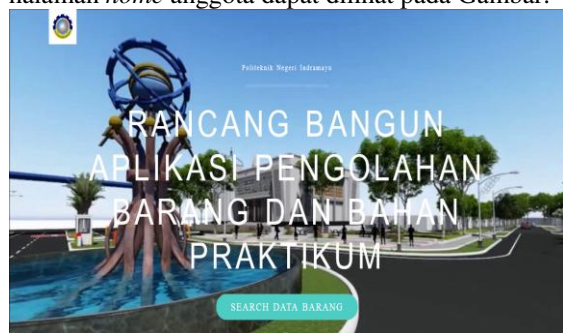 halaman home anggota dapat dilihat pada Gambar.
Politeknik Negeri Indramayu
RANCANG BANGUN
APLIKASI PENGOLAHAN
BARANG DAN BAHAN
PRAKTIKUM
SEARCH DATA BARANG